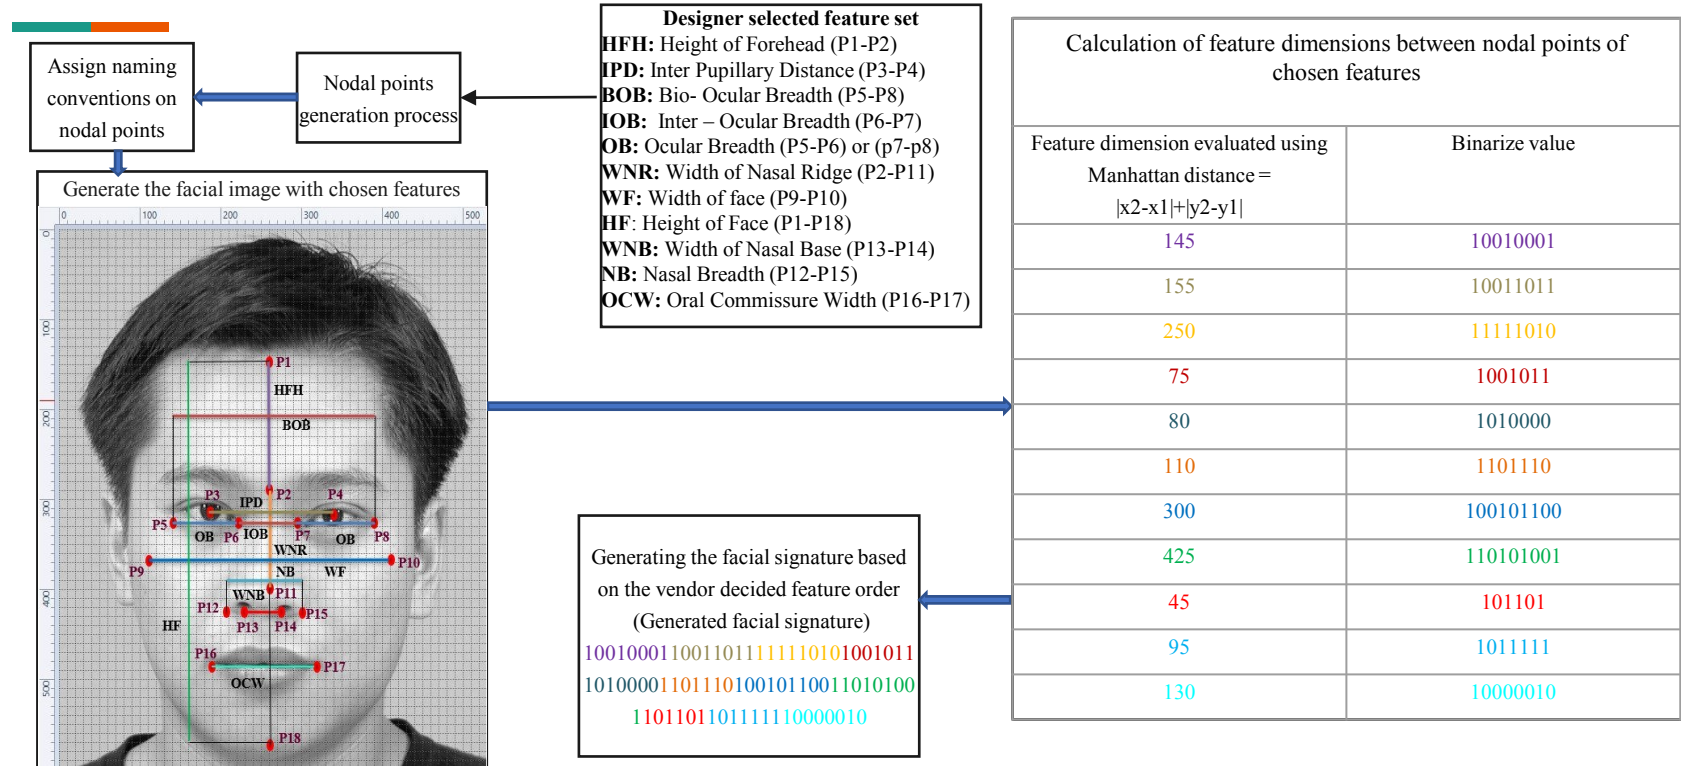 Assign naming
conventions on
nodal points
Nodal points
generation process
Designer selected feature set
HFH: Height of Forehead (P1-P2)
IPD: Inter Pupillary Distance (P3-P4)
BOB: Bio- Ocular Breadth (P5-P8)
IOB: Inter – Ocular Breadth (P6-P7)
OB: Ocular Breadth (P5-P6) or (p7-p8)
WNR: Width of Nasal Ridge (P2-P11)
WF: Width of face (P9-P10)
HF: Height of Face (P1-P18)
WNB: Width of Nasal Base (P13-P14)
NB: Nasal Breadth (P12-P15)
OCW: Oral Commissure Width (P16-P17)
Generate the facial image with chosen features
0 100 200 300 400 500
0
100
200
300
400
500
P1
HFH
BOB
P3 P2 P4
IPD
P5 OB P6 IOB P7 OB P8
WNR
P9 NB WF P10
WNB P11
P12 P13 P14 P15
HF
P16 P17
OCW
P18
Calculation of feature dimensions between nodal points of
chosen features
Feature dimension evaluated using
Manhattan distance =
|x2-x1|+|y2-y1|
Binarize value
145 10010001
155 10011011
250 11111010
75 1001011
80 1010000
110 1101110
300 100101100
425 110101001
45 101101
95 1011111
130 10000010
Generating the facial signature based
on the vendor decided feature order
(Generated facial signature)
1001000110011011111110101001011
1010000110111010010110011010100
1101101101111110000010